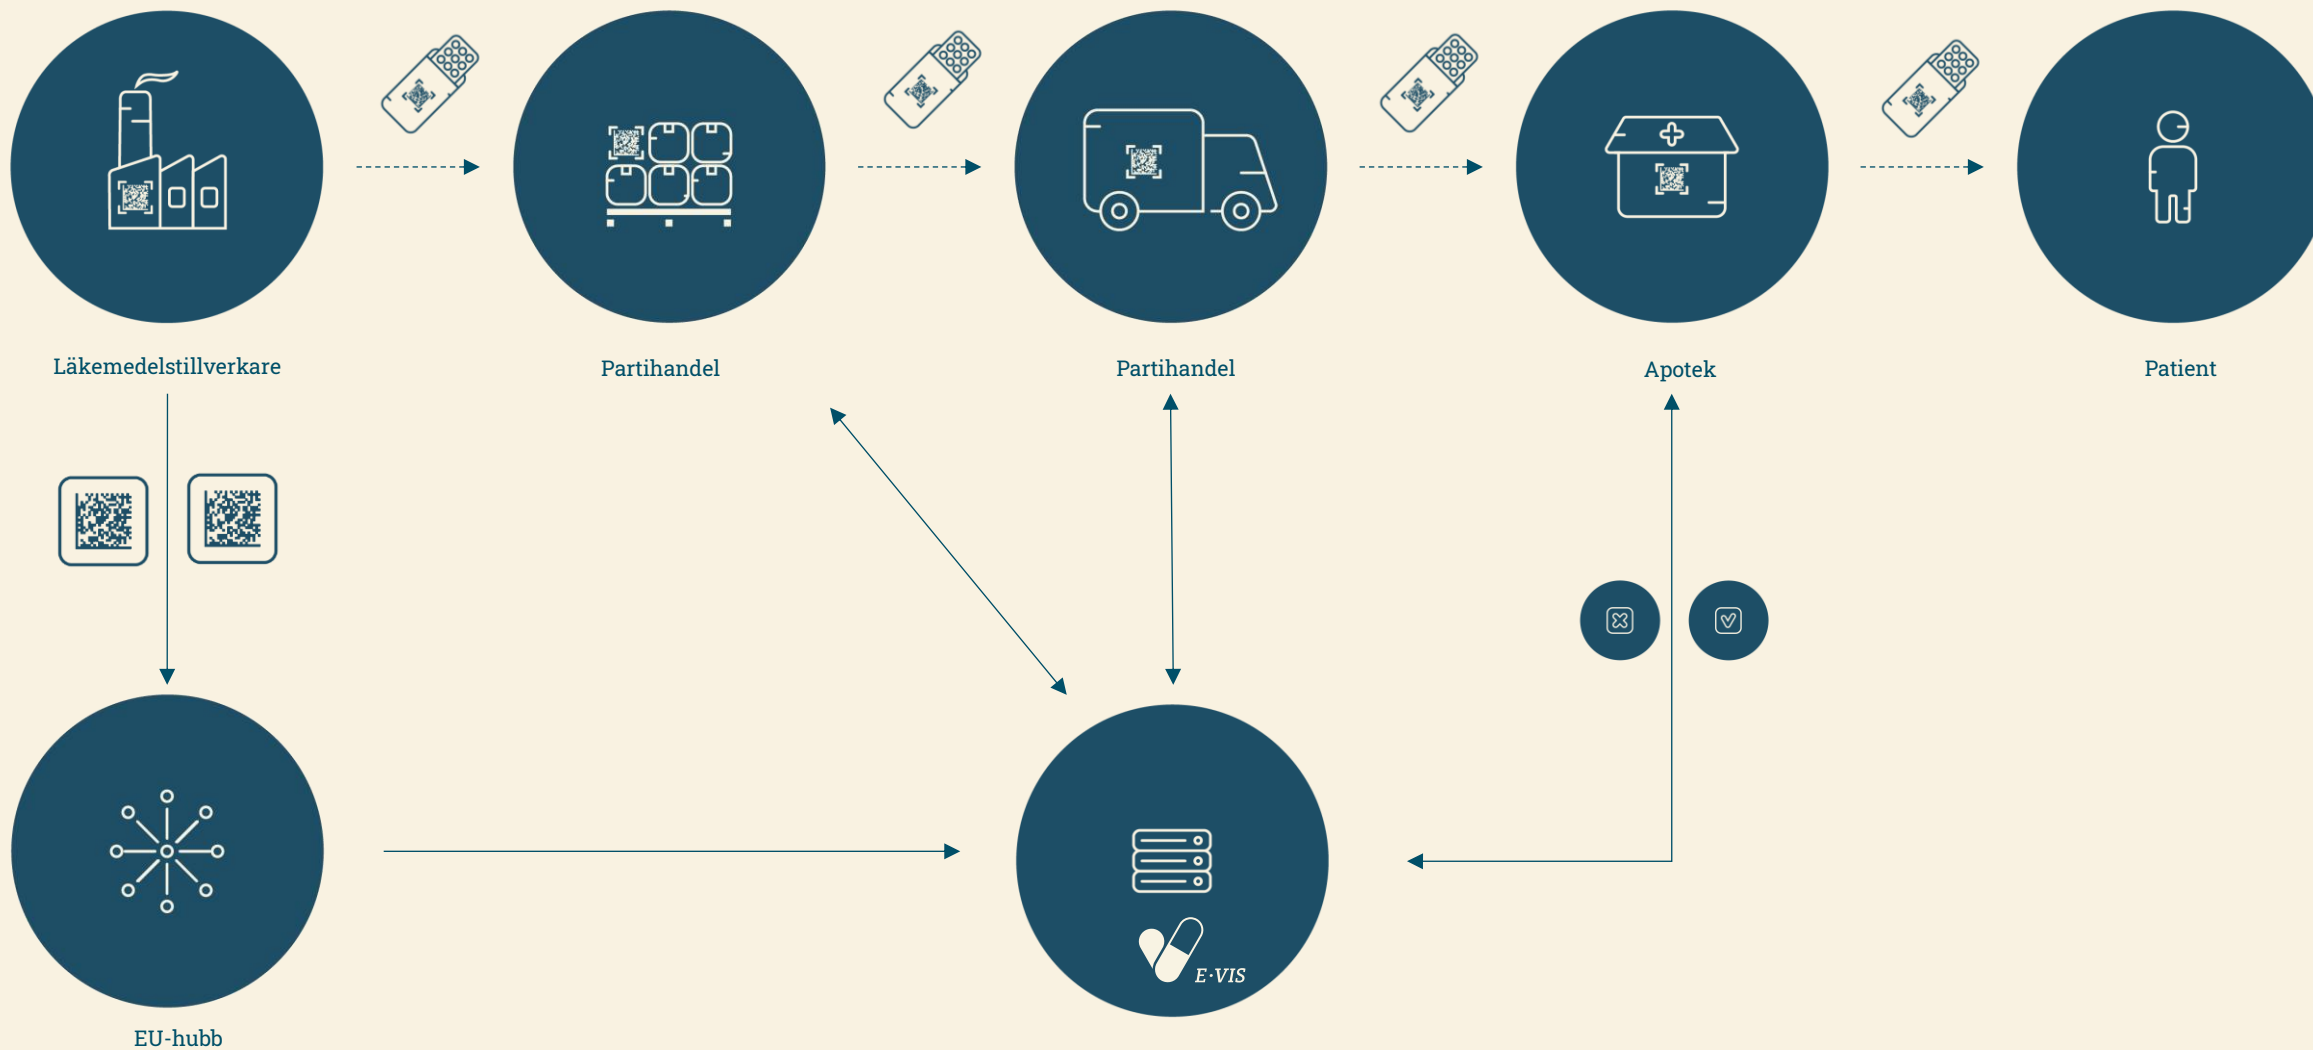 Läkemedelstillverkare
Partihandel
Partihandel
Apotek
Patient
E·VIS
EU-hubb